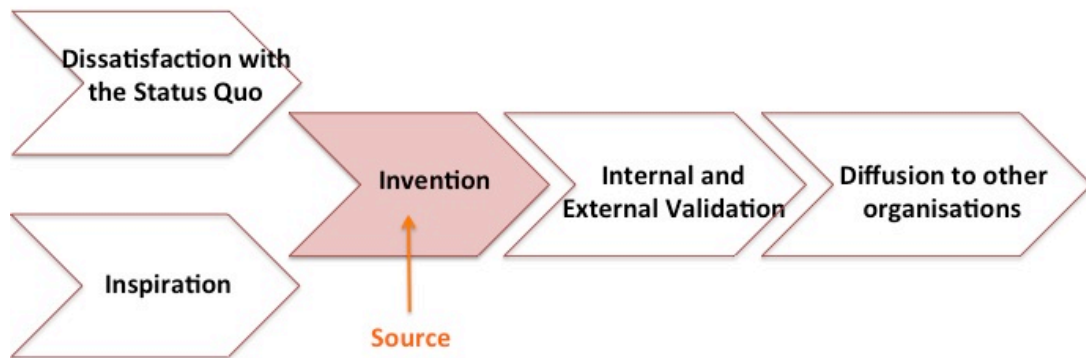 Dissatisfaction with
the Status Quo
Invention
Internal and
External Validation
Diffusion to other
organisations
Inspiration
Source